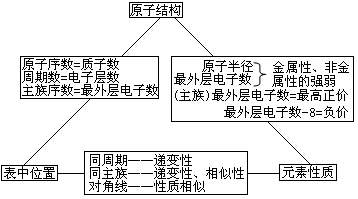 原子结构
原子序数=质子数
周期数=电子层数
主族序数=最外层电子数
原子半径
最外层电子数
金属性、非金
属性的强弱
(主族)最外层电子数=最高正价
最外层电子数-8=负价
表中位置
同周期——递变性
同主族——递变性、相似性
对角线——性质相似
元素性质